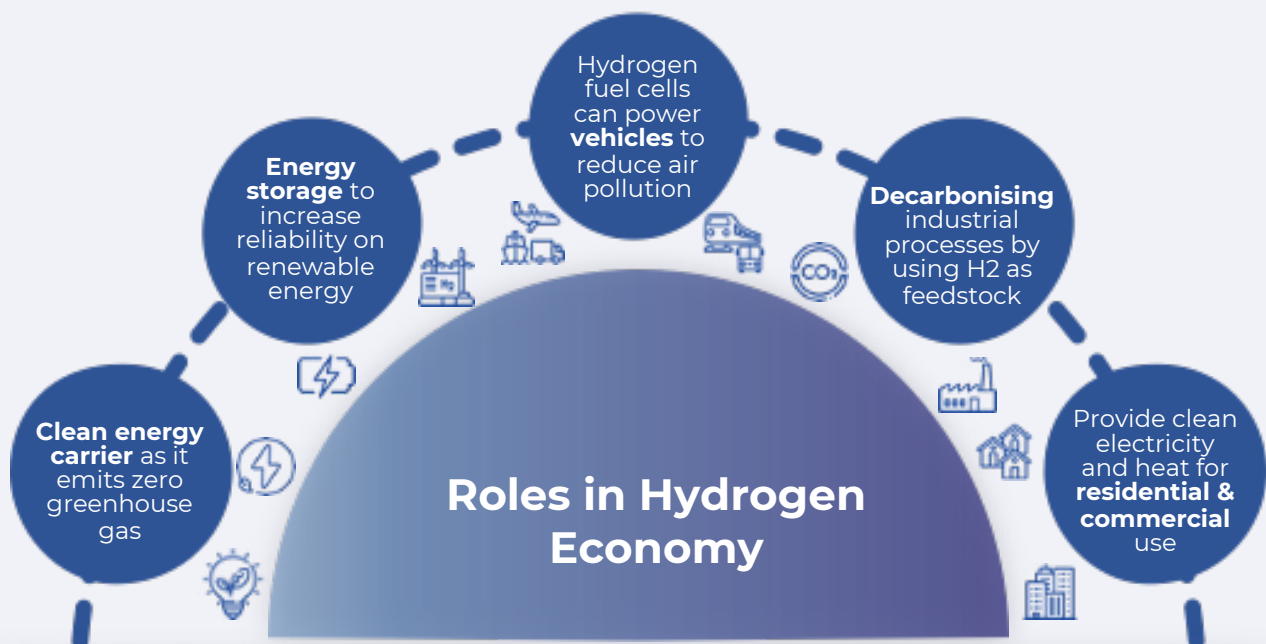 Hydrogen
fuel cells
can power
vehicles to
reduce air
pollution
Energy
storage to
increase
reliability on
renewable
energy
Decarbonising
industrial
processes by
using H2 as
feedstock
CO₂
Clean energy
carrier as it
emits zero
greenhouse
gas
Provide clean
electricity
and heat for
residential &
commercial
use
Roles in Hydrogen
Economy